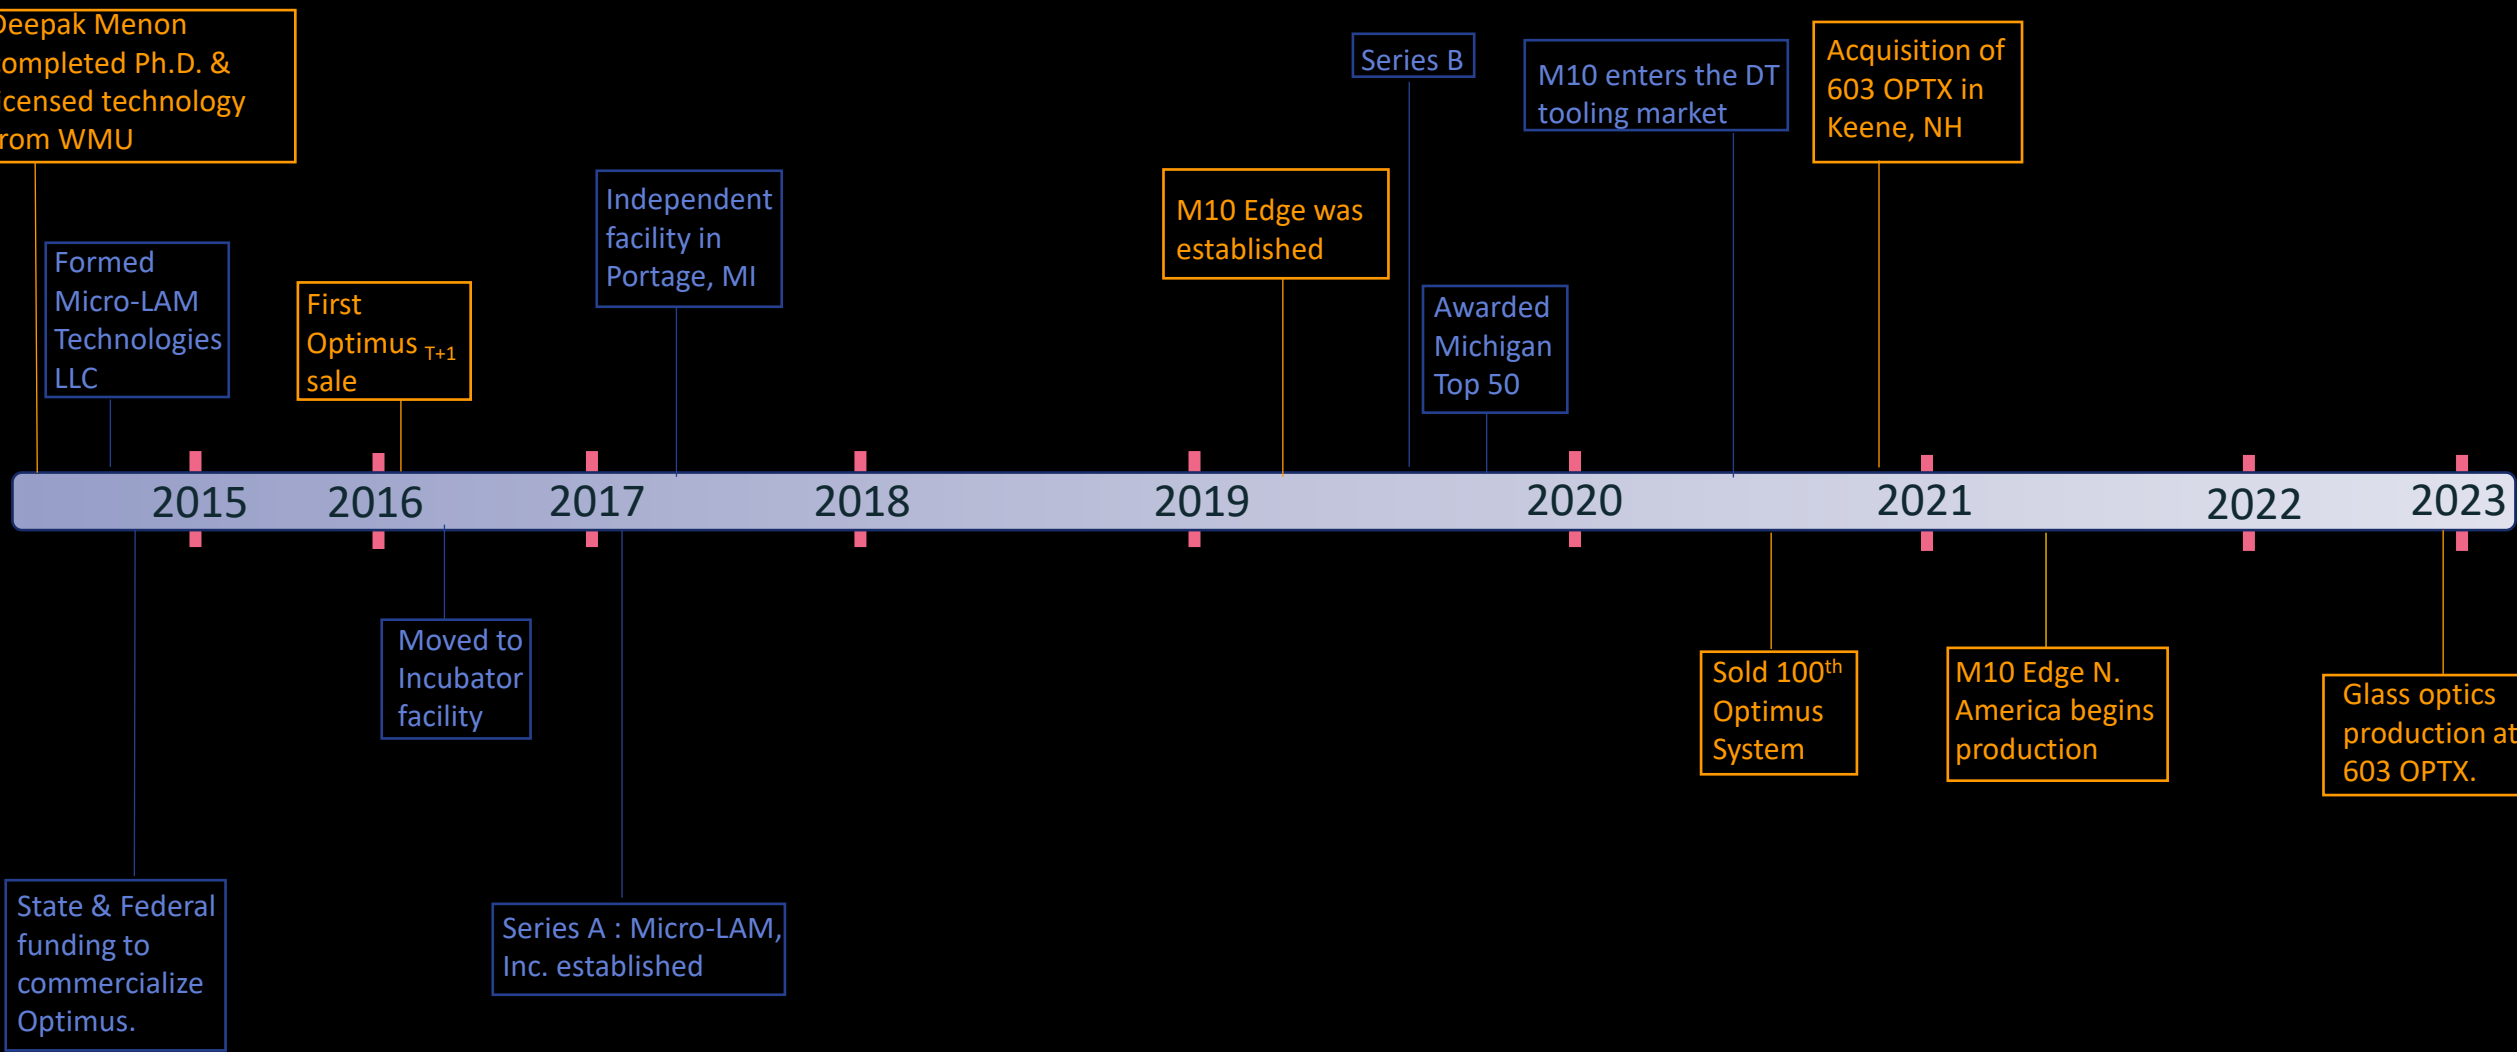 Deepak Menon
completed Ph.D. &
licensed technology
from WMU
Formed
Micro-LAM
Technologies
LLC
First
Optimus T+1
sale
Independent
facility in
Portage, MI
M10 Edge was
established
Series B
Awarded
Michigan
Top 50
M10 enters the DT
tooling market
Acquisition of
603 OPTX in
Keene, NH
2015
2016
2017
2018
2019
2020
2021
2022
2023
State & Federal
funding to
commercialize
Optimus.
Moved to
Incubator
facility
Series A : Micro-LAM,
Inc. established
Sold 100th
Optimus
System
M10 Edge N.
America begins
production
Glass optics
production at
603 OPTX.